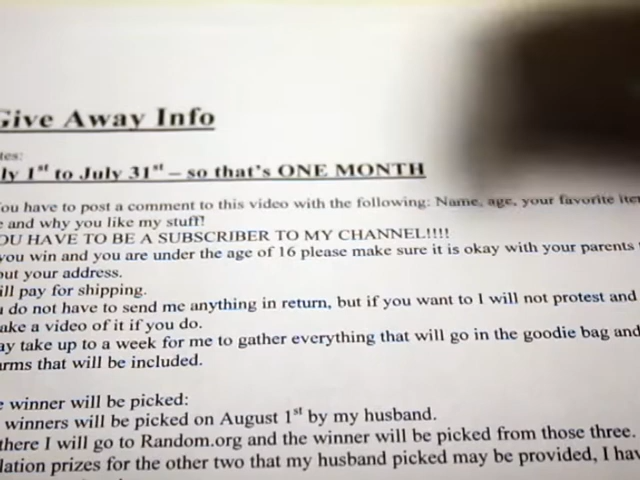 Give Away Info
tes:
ly 1st to July 31st – so that's ONE MONTH
You have to post a comment to this video with the following: Name, age, your favorite ite
e and why you like my stuff!
YOU HAVE TO BE A SUBSCRIBER TO MY CHANNEL!!!!
you win and you are under the age of 16 please make sure it is okay with your parents
out your address.
ill pay for shipping.
u do not have to send me anything in return, but if you want to I will not protest and
ake a video of it if you do.
ay take up to a week for me to gather everything that will go in the goodie bag and
arms that will be included.
e winner will be picked:
winners will be picked on August 1st by my husband.
there I will go to Random.org and the winner will be picked from those three.
lation prizes for the other two that my husband picked may be provided, I hav